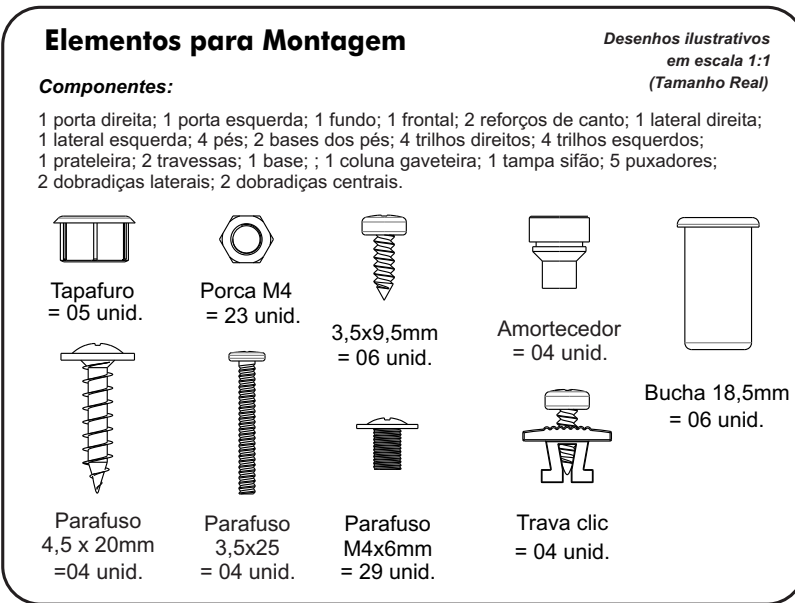 Elementos para Montagem
Desenhos ilustrativos
em escala 1:1
(Tamanho Real)
Componentes:
1 porta direita; 1 porta esquerda; 1 fundo; 1 frontal; 2 reforços de canto; 1 lateral direita;
1 lateral esquerda; 4 pés; 2 bases dos pés; 4 trilhos direitos; 4 trilhos esquerdos;
1 prateleira; 2 travessas; 1 base; ; 1 coluna gaveteira; 1 tampa sifão; 5 puxadores;
2 dobradiças laterais; 2 dobradiças centrais.
Tapafuro
= 05 unid.
Porca M4
= 23 unid.
3,5x9,5mm
= 06 unid.
Amortecedor
= 04 unid.
Bucha 18,5mm
= 06 unid.
Parafuso
4,5 x 20mm
=04 unid.
Parafuso
3,5x25
= 04 unid.
Parafuso
M4x6mm
= 29 unid.
Trava clic
= 04 unid.